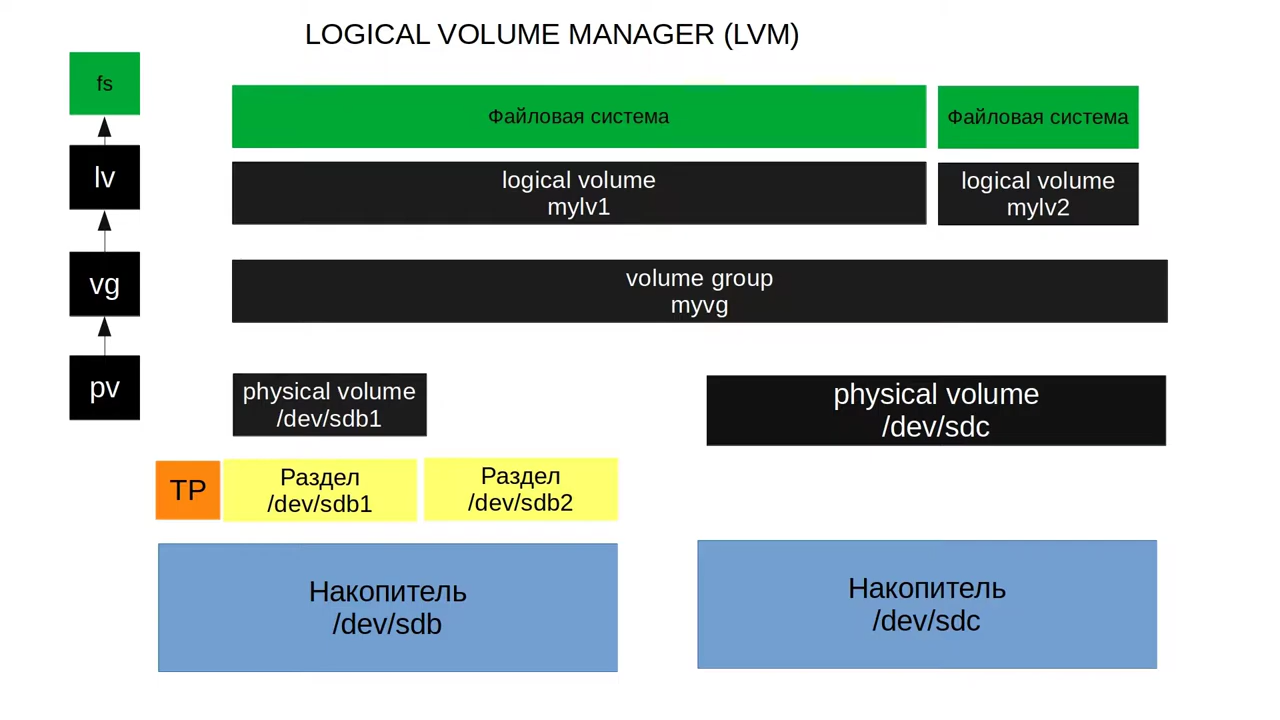 LOGICAL VOLUME MANAGER (LVM)
fs
Файловая система
Файловая система
lv
logical volume
mylv1
logical volume
mylv2
vg
volume group
myvg
pv
physical volume
/dev/sdb1
physical volume
/dev/sdc
ТР
Раздел
/dev/sdb1
Раздел
/dev/sdb2
Накопитель
/dev/sdb
Накопитель
/dev/sdc